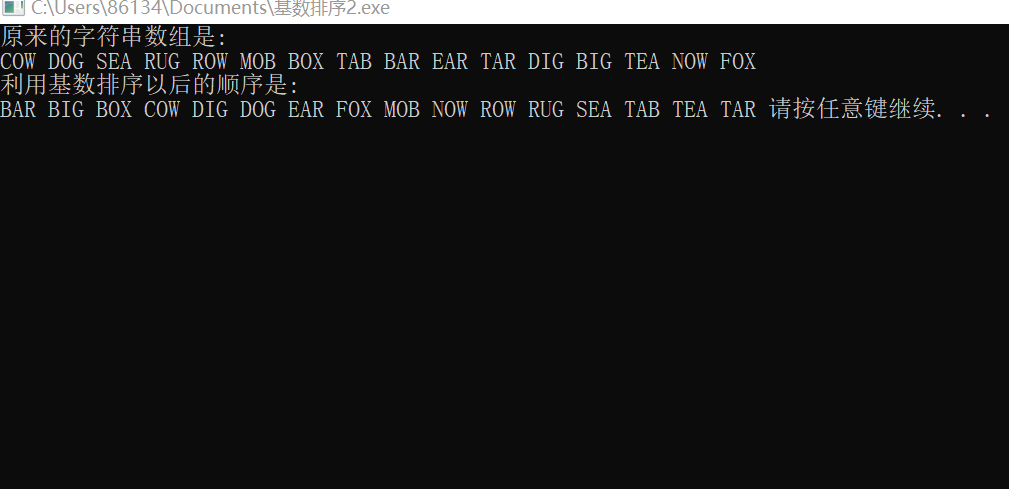 C:\Users\86134\Documents\基数排序2.exe
原来的字符串数组是:
COW DOG SEA RUG ROW MOB BOX TAB BAR EAR TAR DIG BIG TEA NOW FOX
利用基数排序以后的顺序是:
BAR BIG BOX COW DIG DOG EAR FOX MOB NOW ROW RUG SEA TAB TEA TAR 请按任意键继续. . .